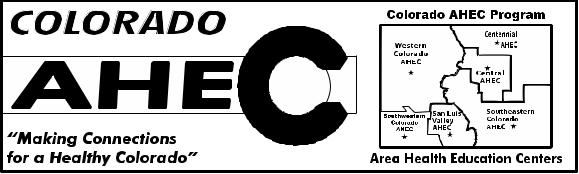 COLORADO
AHEC
“Making Connections
for a Healthy Colorado”
Colorado AHEC Program
Western
Colorado
AHEC
Centennial
AHEC
Central
AHEC
Southwestern
Colorado
AHEC
San Luis
Valley
AHEC
Southeastern
Colorado
AHEC
Area Health Education Centers